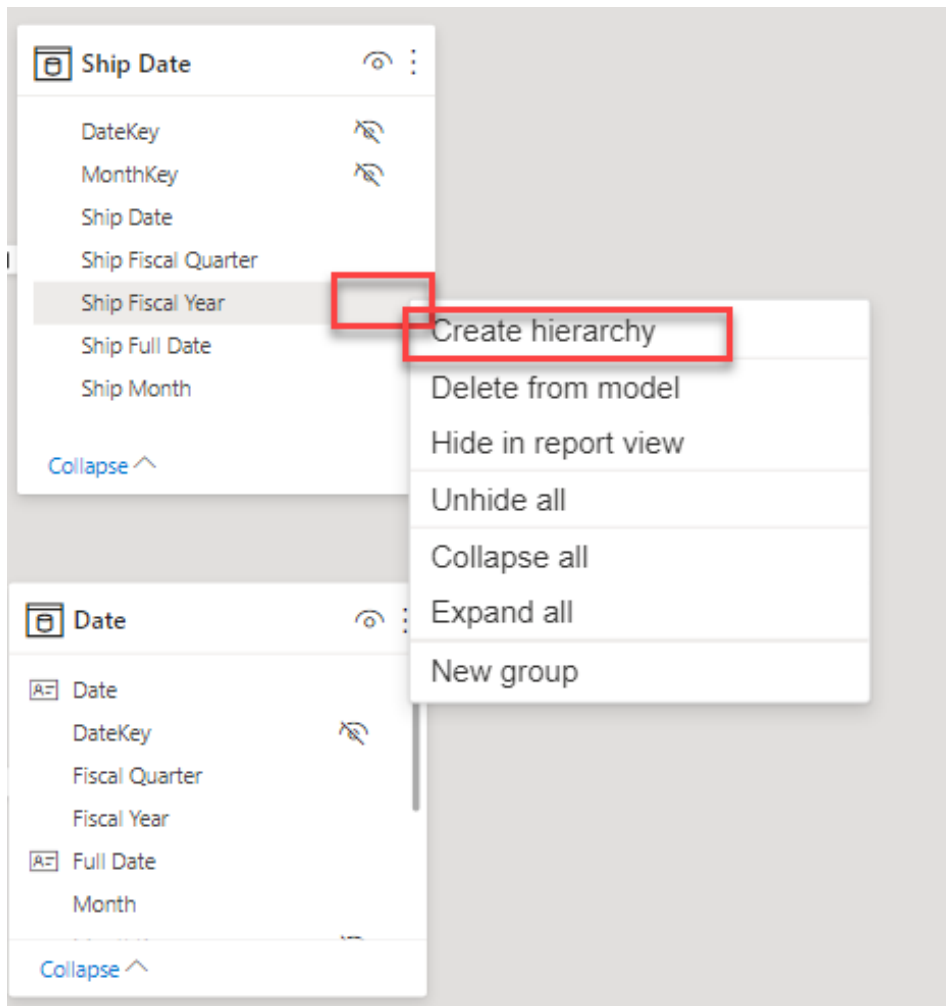 Ship Date
DateKey
MonthKey
Ship Date
Ship Fiscal Quarter
Ship Fiscal Year
Ship Full Date
Ship Month
Collapse
Create hierarchy
Delete from model
Hide in report view
Unhide all
Collapse all
Expand all
New group
Date
Date
DateKey
Fiscal Quarter
Fiscal Year
Full Date
Month
Collapse